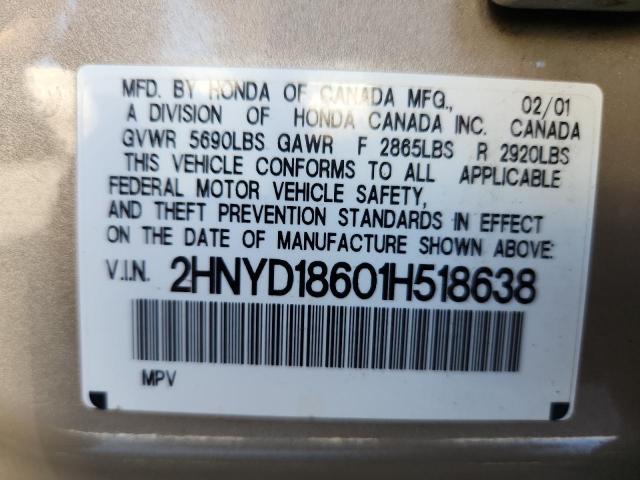 MFD. BY HONDA OF CANADA MFG., 02/01
A DIVISION OF HONDA CANADA INC. CANADA
GVWR 5690LBS GAWR F 2865LBS R 2920LBS
THIS VEHICLE CONFORMS TO ALL APPLICABLE
FEDERAL MOTOR VEHICLE SAFETY,
AND THEFT PREVENTION STANDARDS IN EFFECT
ON THE DATE OF MANUFACTURE SHOWN ABOVE:
V.I.N. 2HNYD18601H518638
MPV